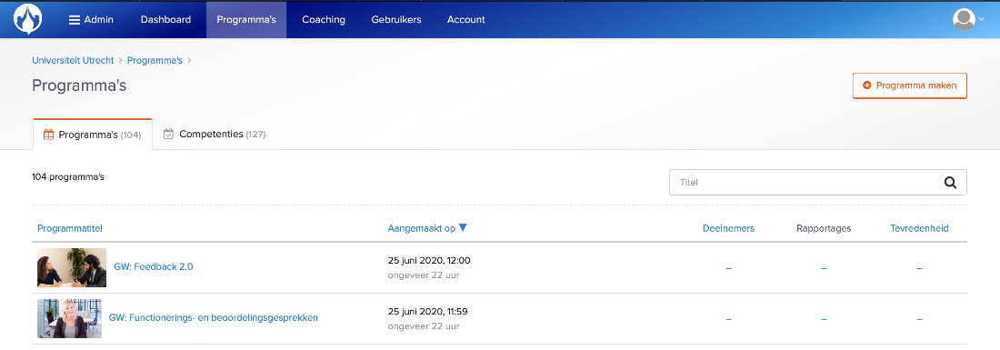 Admin Dashboard Programma's Coaching Gebruikers Account
Universiteit Utrecht > Programma's >
Programma's
Programma maken
Programma's (104) Competenties (127)
104 programma's
Titel
Programmatitel Aangemaakt op ▼ Deelnemers Rapportages Tevredenheid
GW: Feedback 2.0 25 juni 2020, 12:00 – – –
ongeveer 22 uur
GW: Functionerings- en beoordelingsgesprekken 25 juni 2020, 11:59 – – –
ongeveer 22 uur